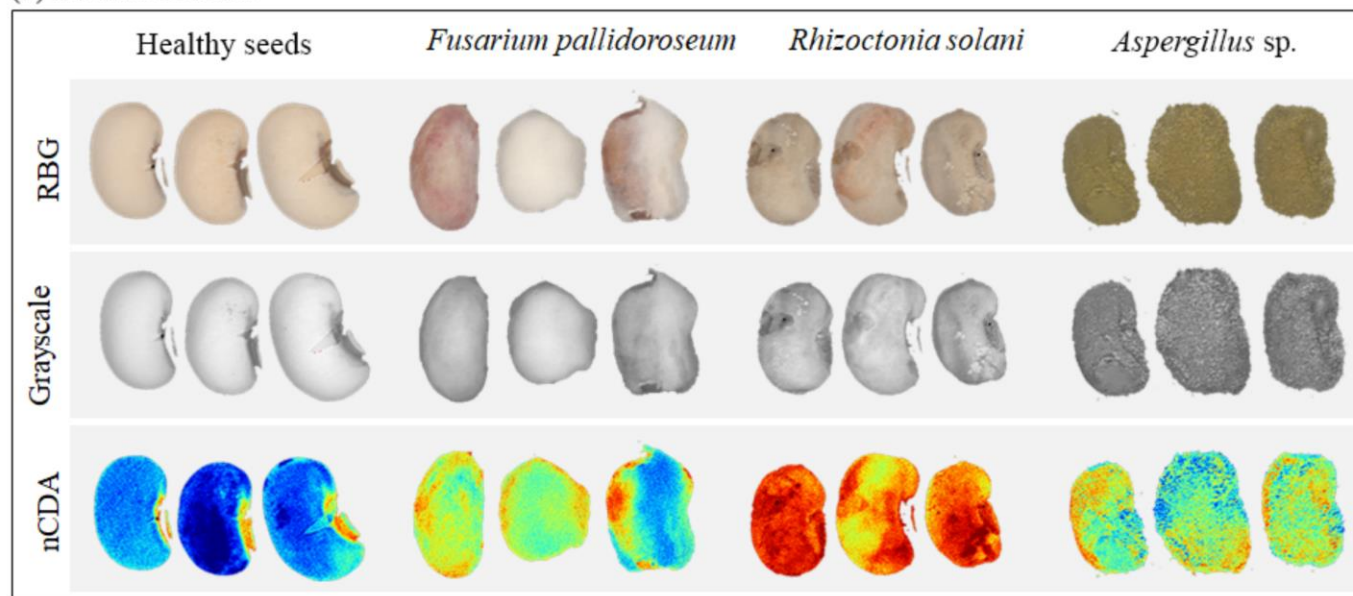 Healthy seeds Fusarium pallidoroseum Rhizoctonia solani Aspergillus sp.
RBG
Grayscale
nCDA